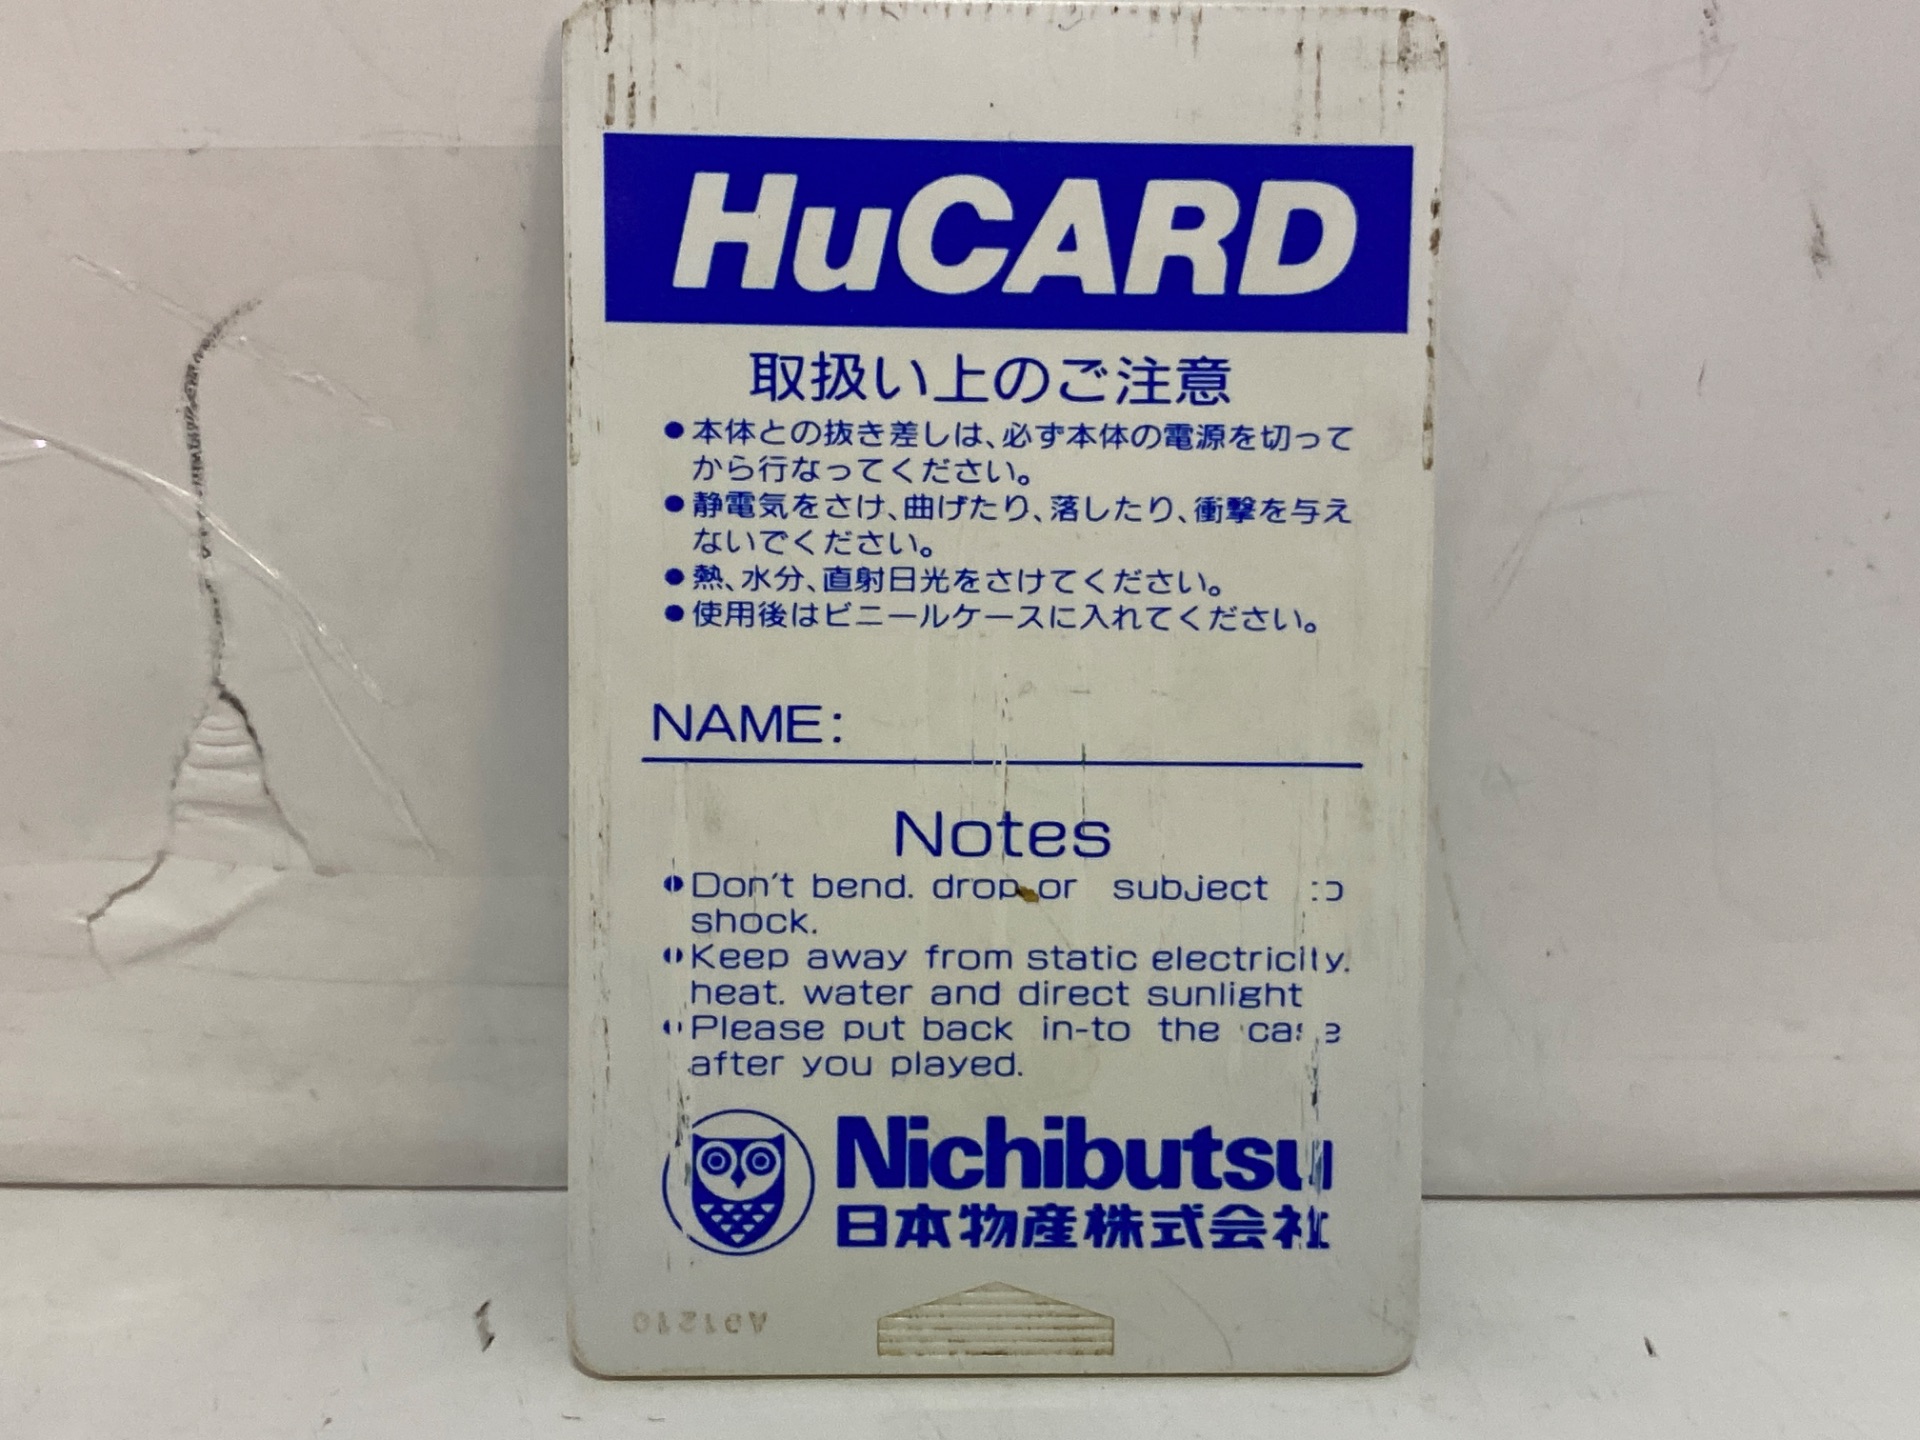 HuCARD
取扱い上のご注意
●本体との抜き差しは、必ず本体の電源を切って
から行なってください。
●静電気をさけ、曲げたり、落したり、衝撃を与え
ないでください。
●熱、水分、直射日光をさけてください。
●使用後はビニールケースに入れてください。
NAME:
Notes
●Don't bend. drop or subject to
shock.
●Keep away from static electricity.
heat. water and direct sunlight
●Please put back in-to the case
after you played.
Nichibutsu
日本物産株式会社